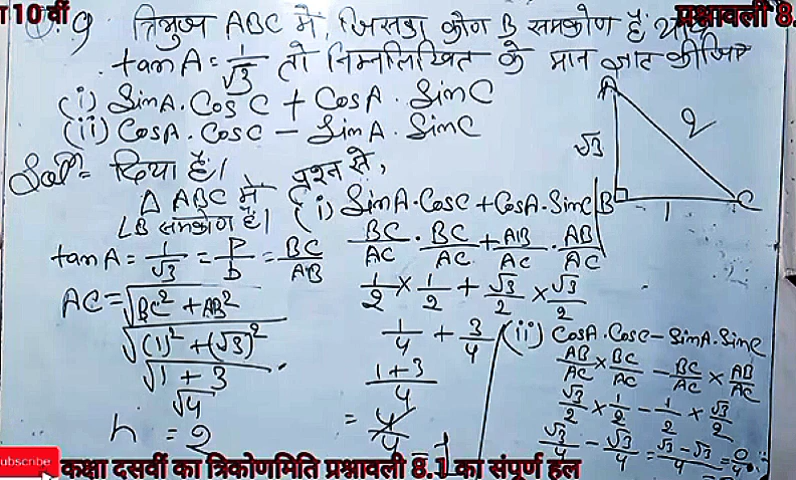 10 वीं
प्रश्नावली 8.
9 त्रिभुज ABC में, जिसका कोण B समकोण है, यदि
tan A = 1/√3 तो निम्नलिखित के मान ज्ञात कीजिए
(i) Sin A. Cos C + Cos A. Sin C
(ii) Cos A. Cos C − Sin A. Sin C
Sol = दिया है।
Δ ABC में
∠B समकोण है।
tan A = 1/√3 = P/b = BC/AB
AC = √BC² + AB²
√(1)² + (√3)²
√1 + 3
√4
h = 2
प्रश्न से,
(i) Sin A. Cos C + Cos A. Sin C
BC/AC . BC/AC + AB/AC . AB/AC
1/2 × 1/2 + √3/2 × √3/2
1/4 + 3/4
1+3/4
= 4/4 = 1
A
√3
2
B
1
C
(ii) Cos A. Cos C − Sin A. Sin C
AB/AC × BC/AC − BC/AC × AB/AC
√3/2 × 1/2 − 1/2 × √3/2
√3/4 − √3/4 = √3−√3/4 = 0/4
ubscribe
कक्षा दसवीं का त्रिकोणमिति प्रश्नावली 8.1 का संपूर्ण हल